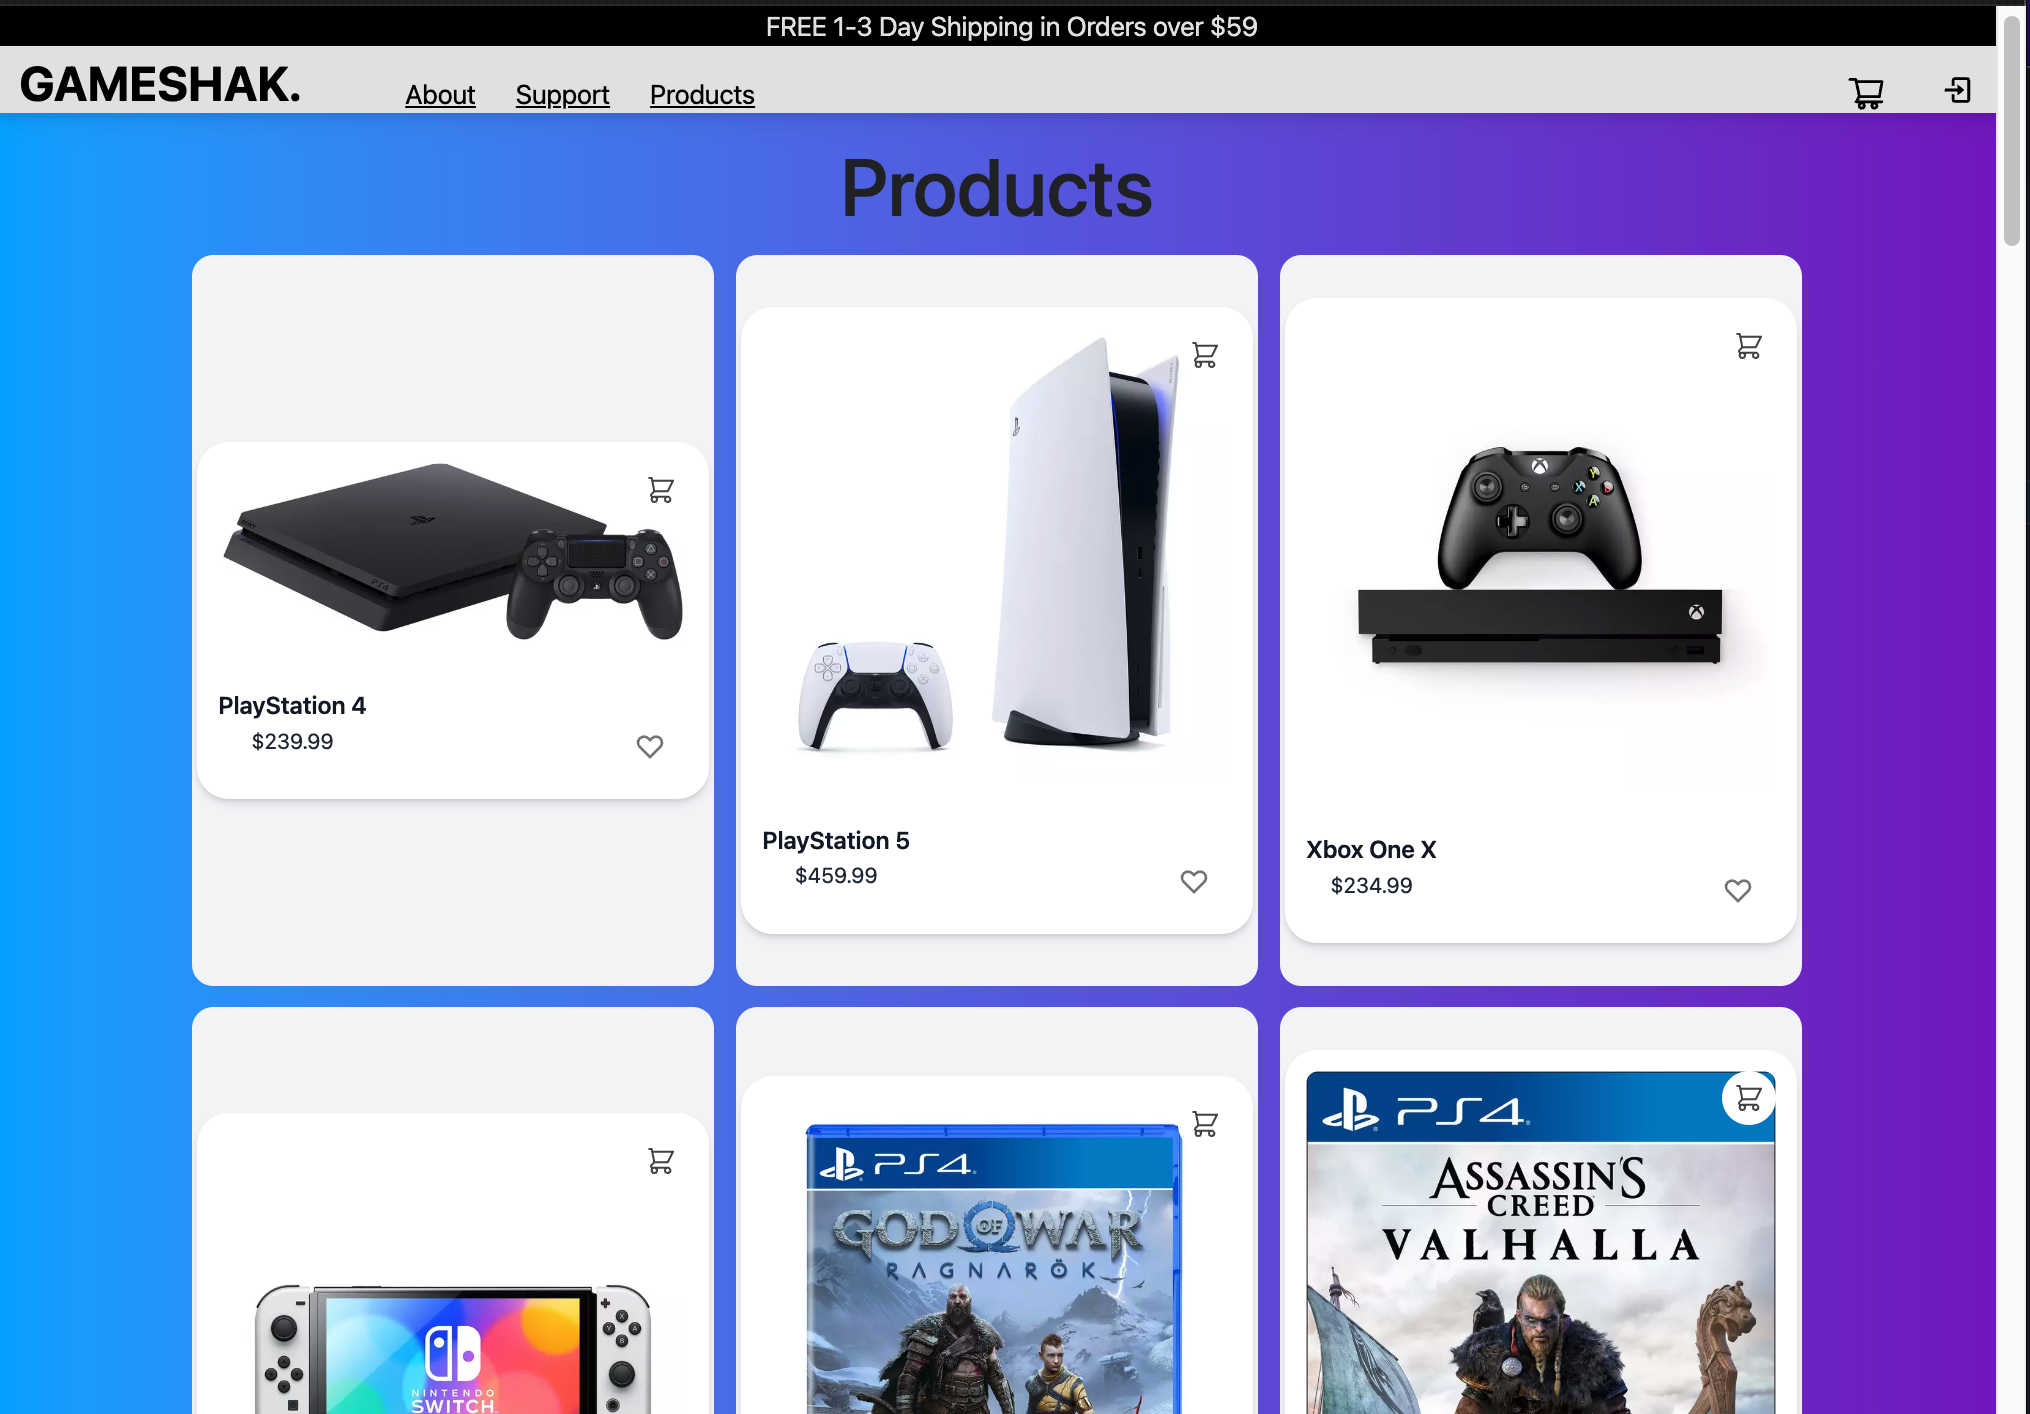 FREE 1-3 Day Shipping in Orders over $59
GAMESHAK.
About Support Products
Products
PlayStation 4
$239.99
PlayStation 5
$459.99
Xbox One X
$234.99
NINTENDO
SWITCH
PS4
GOD OF WAR
RAGNARÖK
PS4
ASSASSIN'S
CREED
VALHALLA